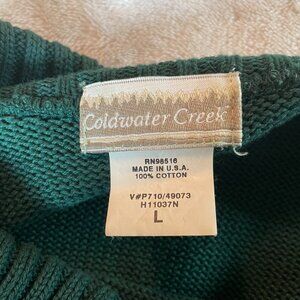 Coldwater Creek
RN98516
MADE IN U.S.A.
100% COTTON
V#P710/49073
H11037N
L